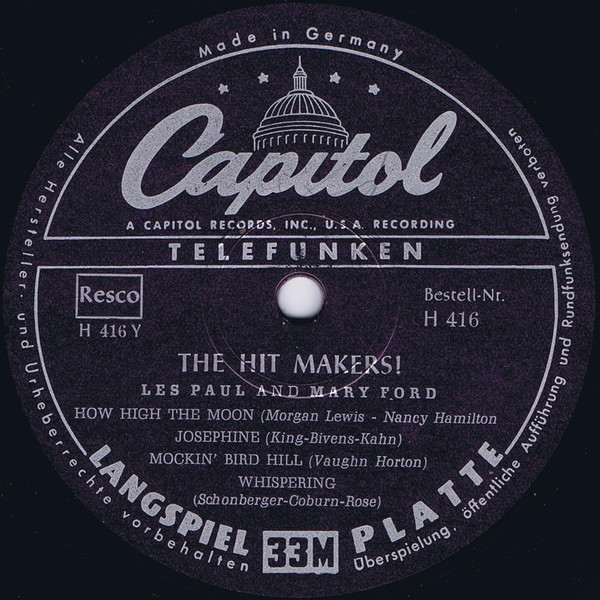 Made in Germany
Capitol
A CAPITOL RECORDS, INC., U.S.A. RECORDING
TELEFUNKEN
Resco
H 416 Y
Bestell-Nr.
H 416
THE HIT MAKERS!
LES PAUL AND MARY FORD
HOW HIGH THE MOON (Morgan Lewis - Nancy Hamilton
JOSEPHINE (King-Bivens-Kahn)
MOCKIN' BIRD HILL (Vaughn Horton)
WHISPERING
(Schonberger-Coburn-Rose)
LANGSPIEL 33M PLATTE
Alle Hersteller- und Urheberrechte vorbehalten
Überspielung, öffentliche Aufführung und Rundfunksendung verboten